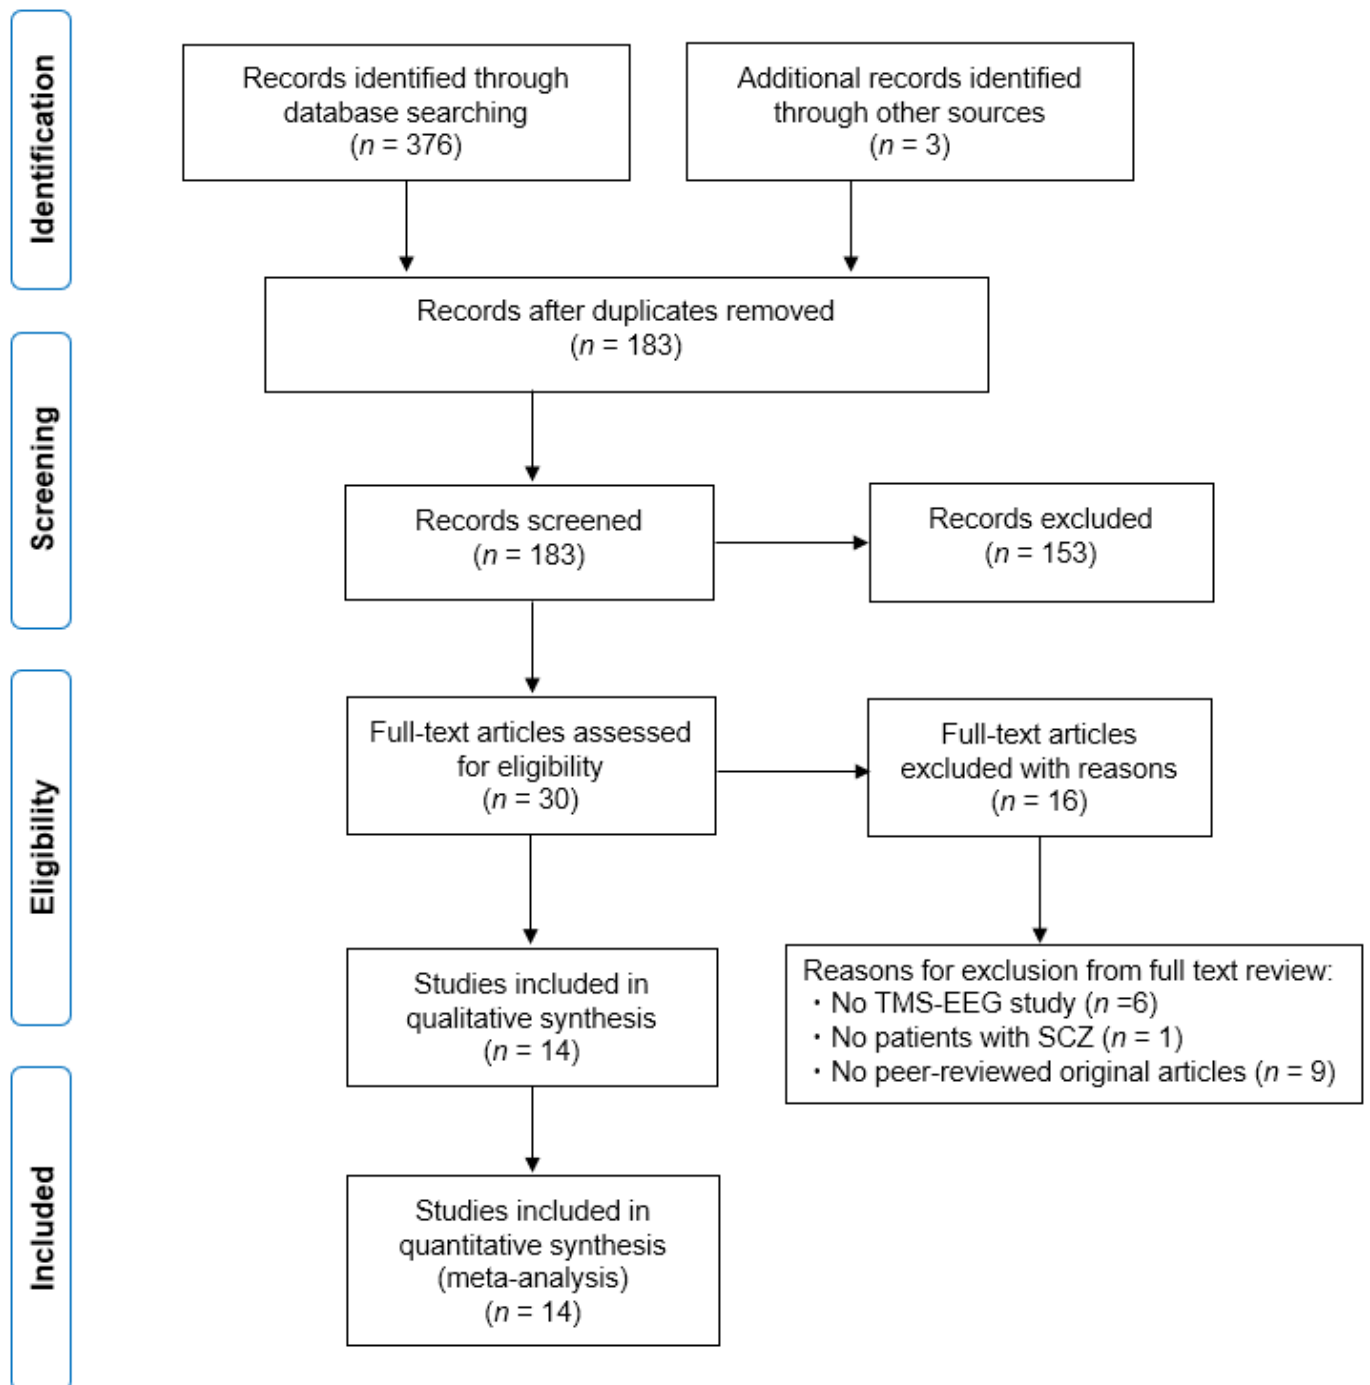 Identification
Records identified through
database searching
(n = 376)
Additional records identified
through other sources
(n = 3)
Records after duplicates removed
(n = 183)
Screening
Records screened
(n = 183)
Records excluded
(n = 153)
Eligibility
Full-text articles assessed
for eligibility
(n = 30)
Full-text articles
excluded with reasons
(n = 16)
Studies included in
qualitative synthesis
(n = 14)
Reasons for exclusion from full text review:
・No TMS-EEG study (n =6)
・No patients with SCZ (n = 1)
・No peer-reviewed original articles (n = 9)
Included
Studies included in
quantitative synthesis
(meta-analysis)
(n = 14)